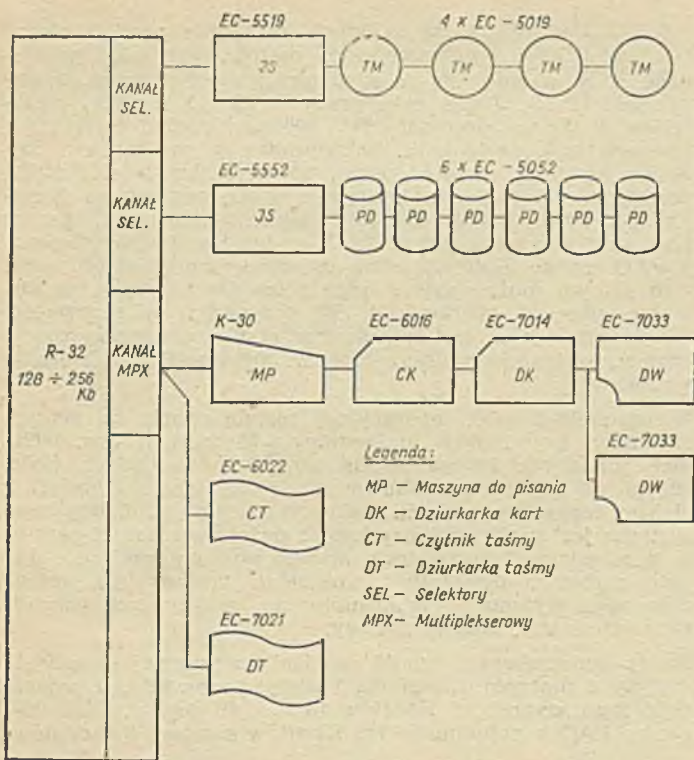 EC-5519
4 x EC-5019
KANAŁ
SEL.
JS
TM
TM
TM
TM
EC-5552
6 x EC-5052
KANAŁ
SEL.
JS
PD
PD
PD
PD
PD
PD
R-32
128 ÷ 256
Kb
KANAŁ
MPX
K-30
EC-6016
EC-7014
EC-7033
MP
CK
DK
DW
EC-7033
DW
EC-6022
CT
EC-7021
DT
Legenda:
MP — Maszyna do pisania
DK — Dziurkarka kart
CT — Czytnik taśmy
DT — Dziurkarka taśmy
SEL — Selektory
MPX — Multiplekserowy